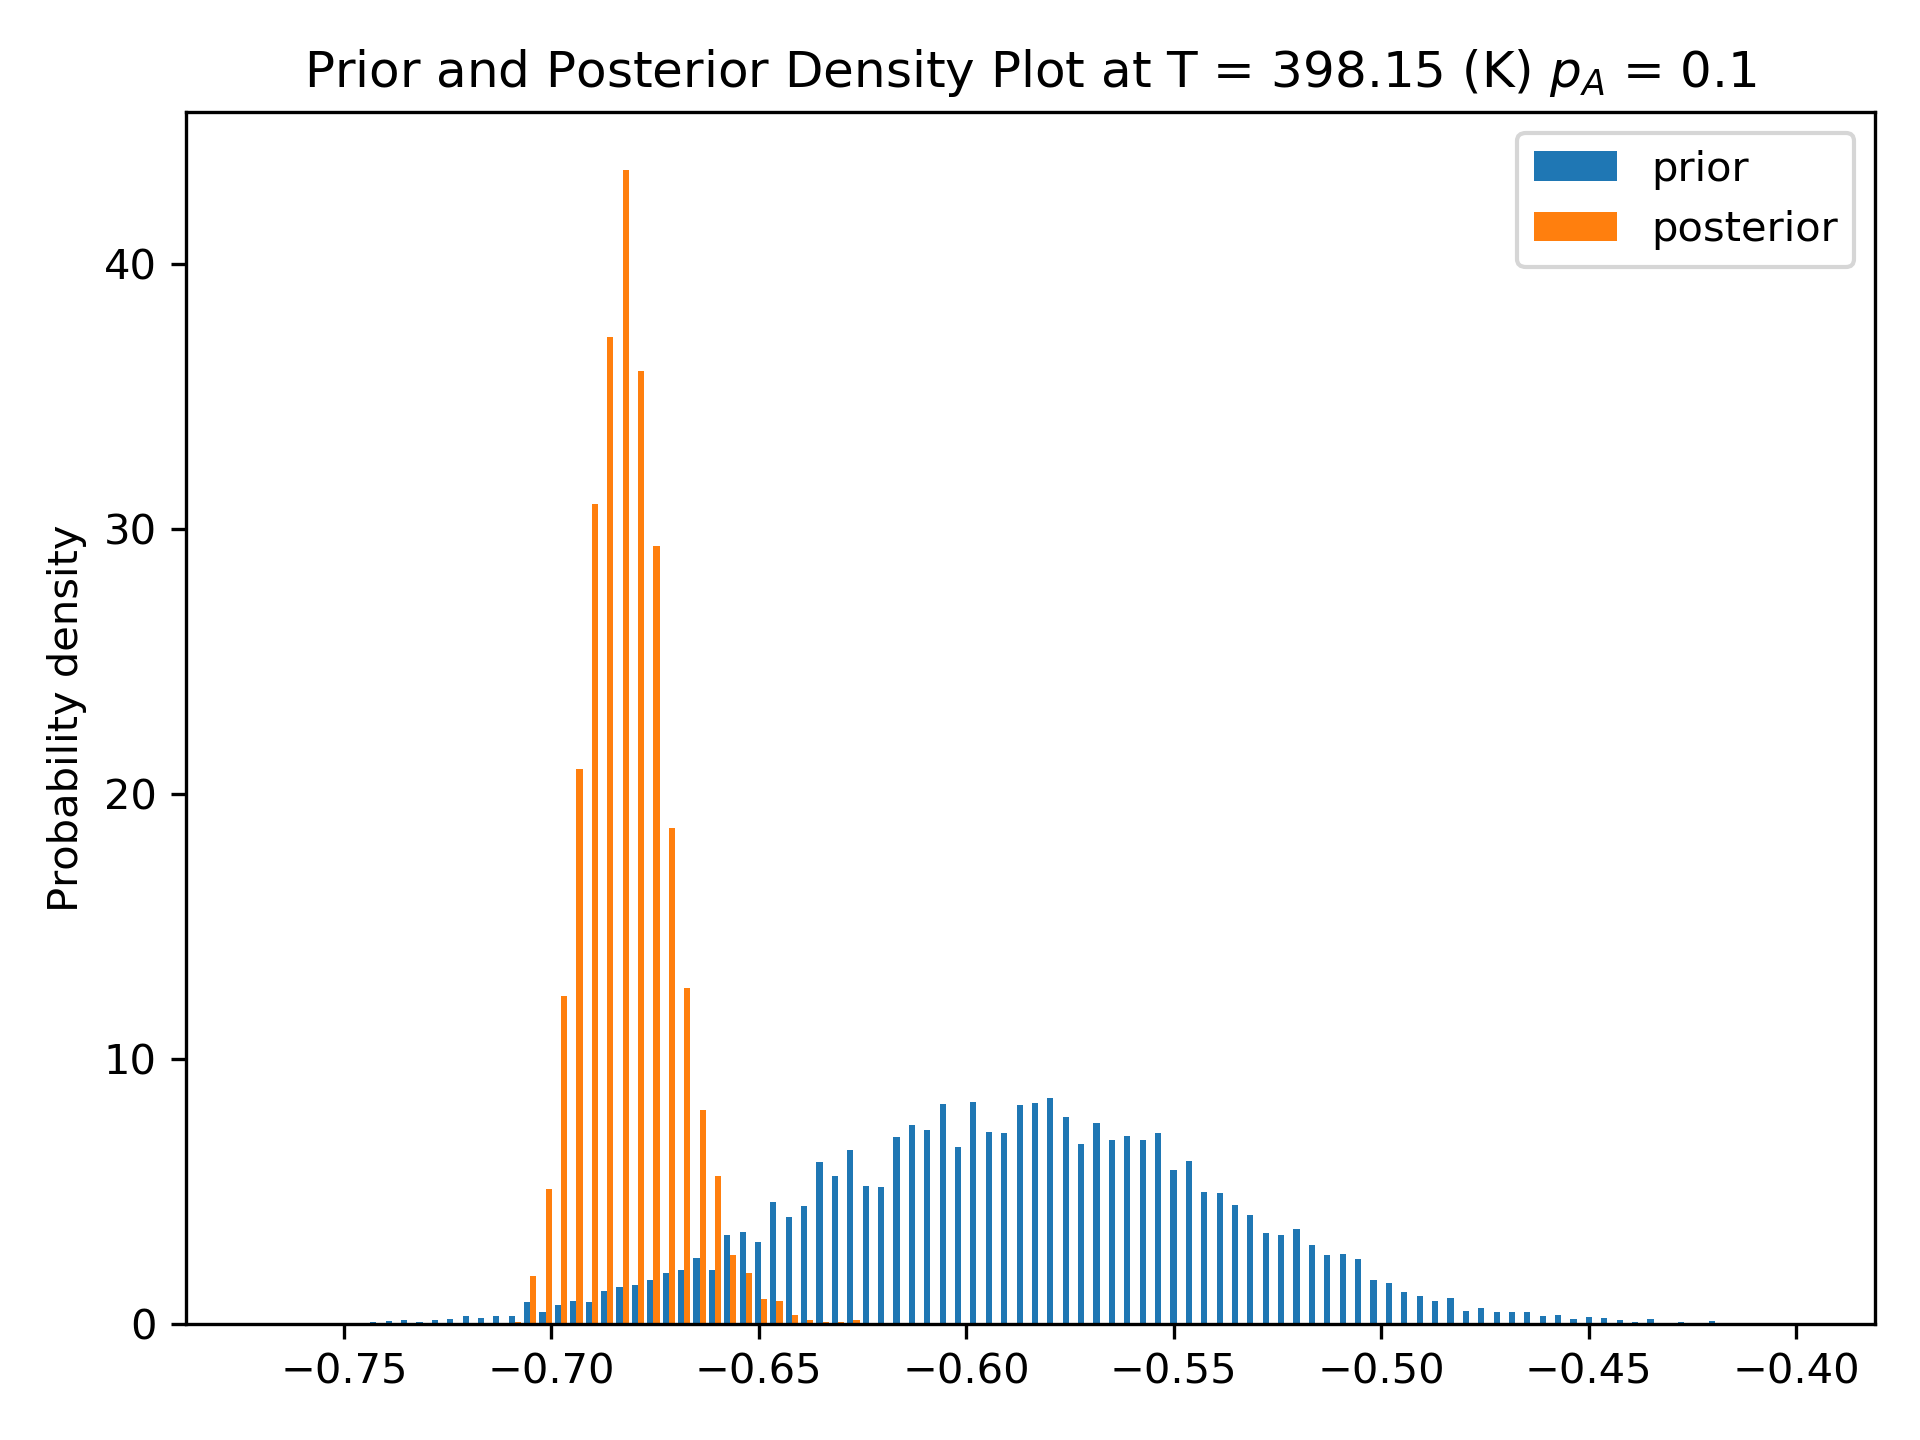 Prior and Posterior Density Plot at T = 398.15 (K) p_A = 0.1
prior
posterior
Probability density
40
30
20
10
0
−0.75 −0.70 −0.65 −0.60 −0.55 −0.50 −0.45 −0.40